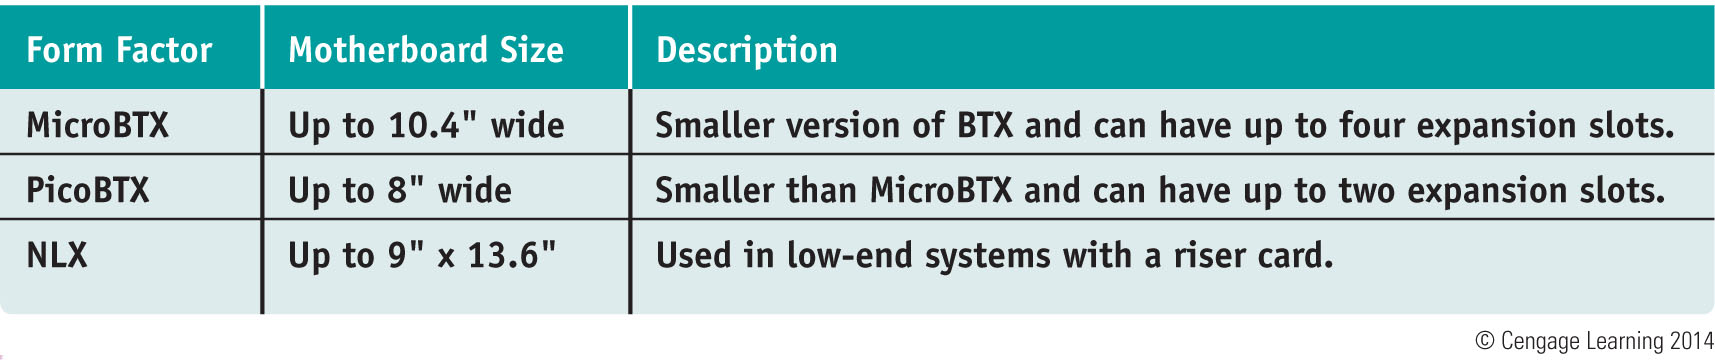 Form Factor Motherboard Size Description
MicroBTX Up to 10.4" wide Smaller version of BTX and can have up to four expansion slots.
PicoBTX Up to 8" wide Smaller than MicroBTX and can have up to two expansion slots.
NLX Up to 9" x 13.6" Used in low-end systems with a riser card.
© Cengage Learning 2014